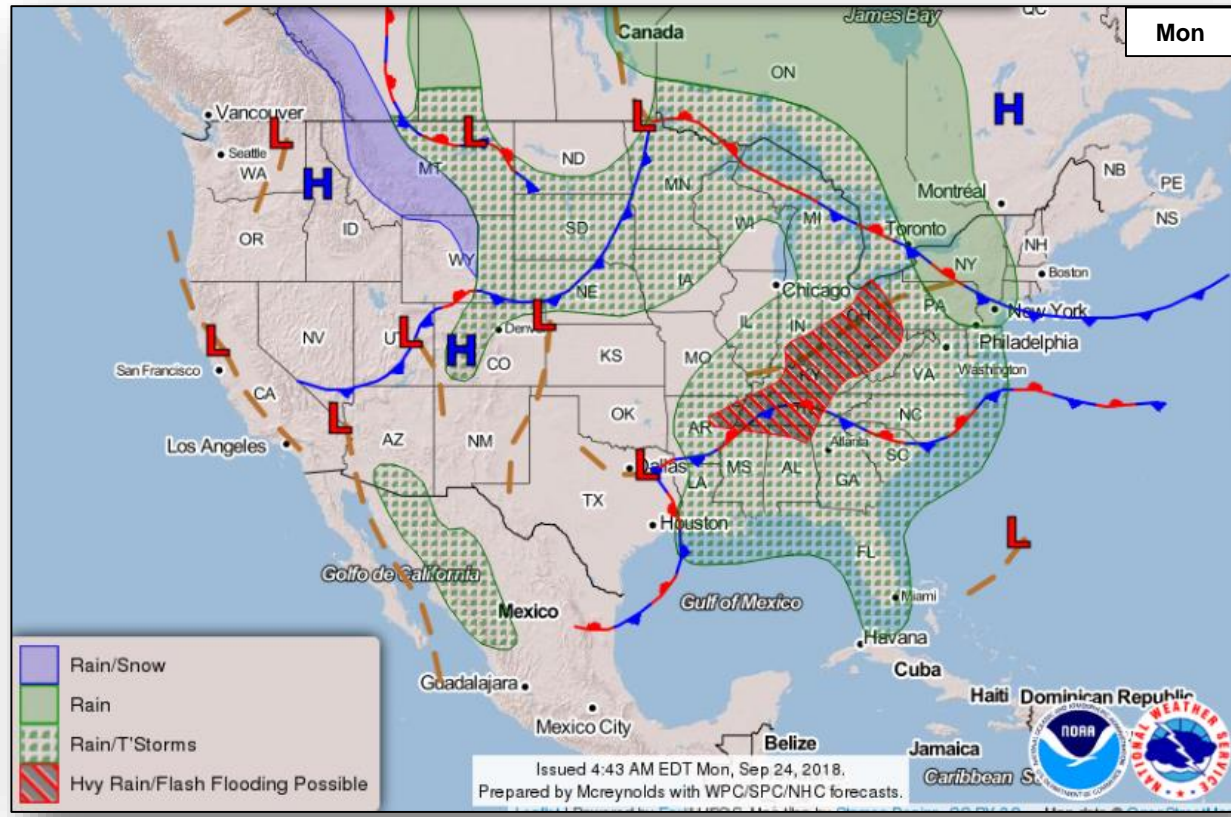 Mon
James Bay
QC
Canada
ON
Vancouver
L
L
L
H
Seattle
WA
H
MT
ND
MN
Montréal
NB
PE
NS
OR
ID
SD
WI
MI
Toronto
NH
WY
NY
Boston
IA
NE
Chicago
PA
New York
L
L
L
NV
UT
H
CO
IL
IN
OH
Philadelphia
San Francisco
KS
MO
Washington
CA
KY
VA
L
OK
AR
NC
Los Angeles
AZ
NM
Atlanta
SC
L
Dallas
MS
AL
GA
LA
TX
Houston
L
FL
Golfo de California
Mexico
Gulf of Mexico
Miami
Havana
Rain/Snow
Cuba
Rain
Guadalajara
Haiti
Dominican Republic
Mexico City
Rain/T'Storms
Belize
Jamaica
Hvy Rain/Flash Flooding Possible
Caribbean
Issued 4:43 AM EDT Mon, Sep 24, 2018.
Prepared by Mcreynolds with WPC/SPC/NHC forecasts.
NOAA
NATIONAL WEATHER SERVICE